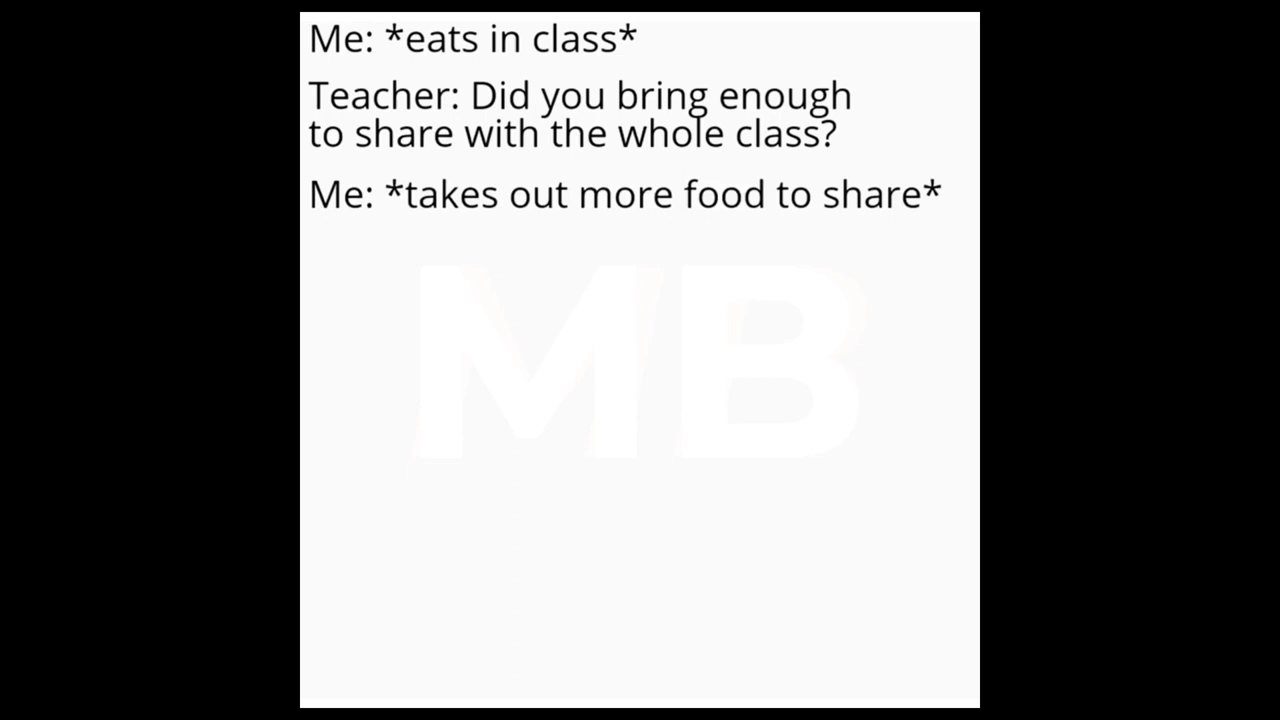 Me: *eats in class*
Teacher: Did you bring enough
to share with the whole class?
Me: *takes out more food to share*
MB